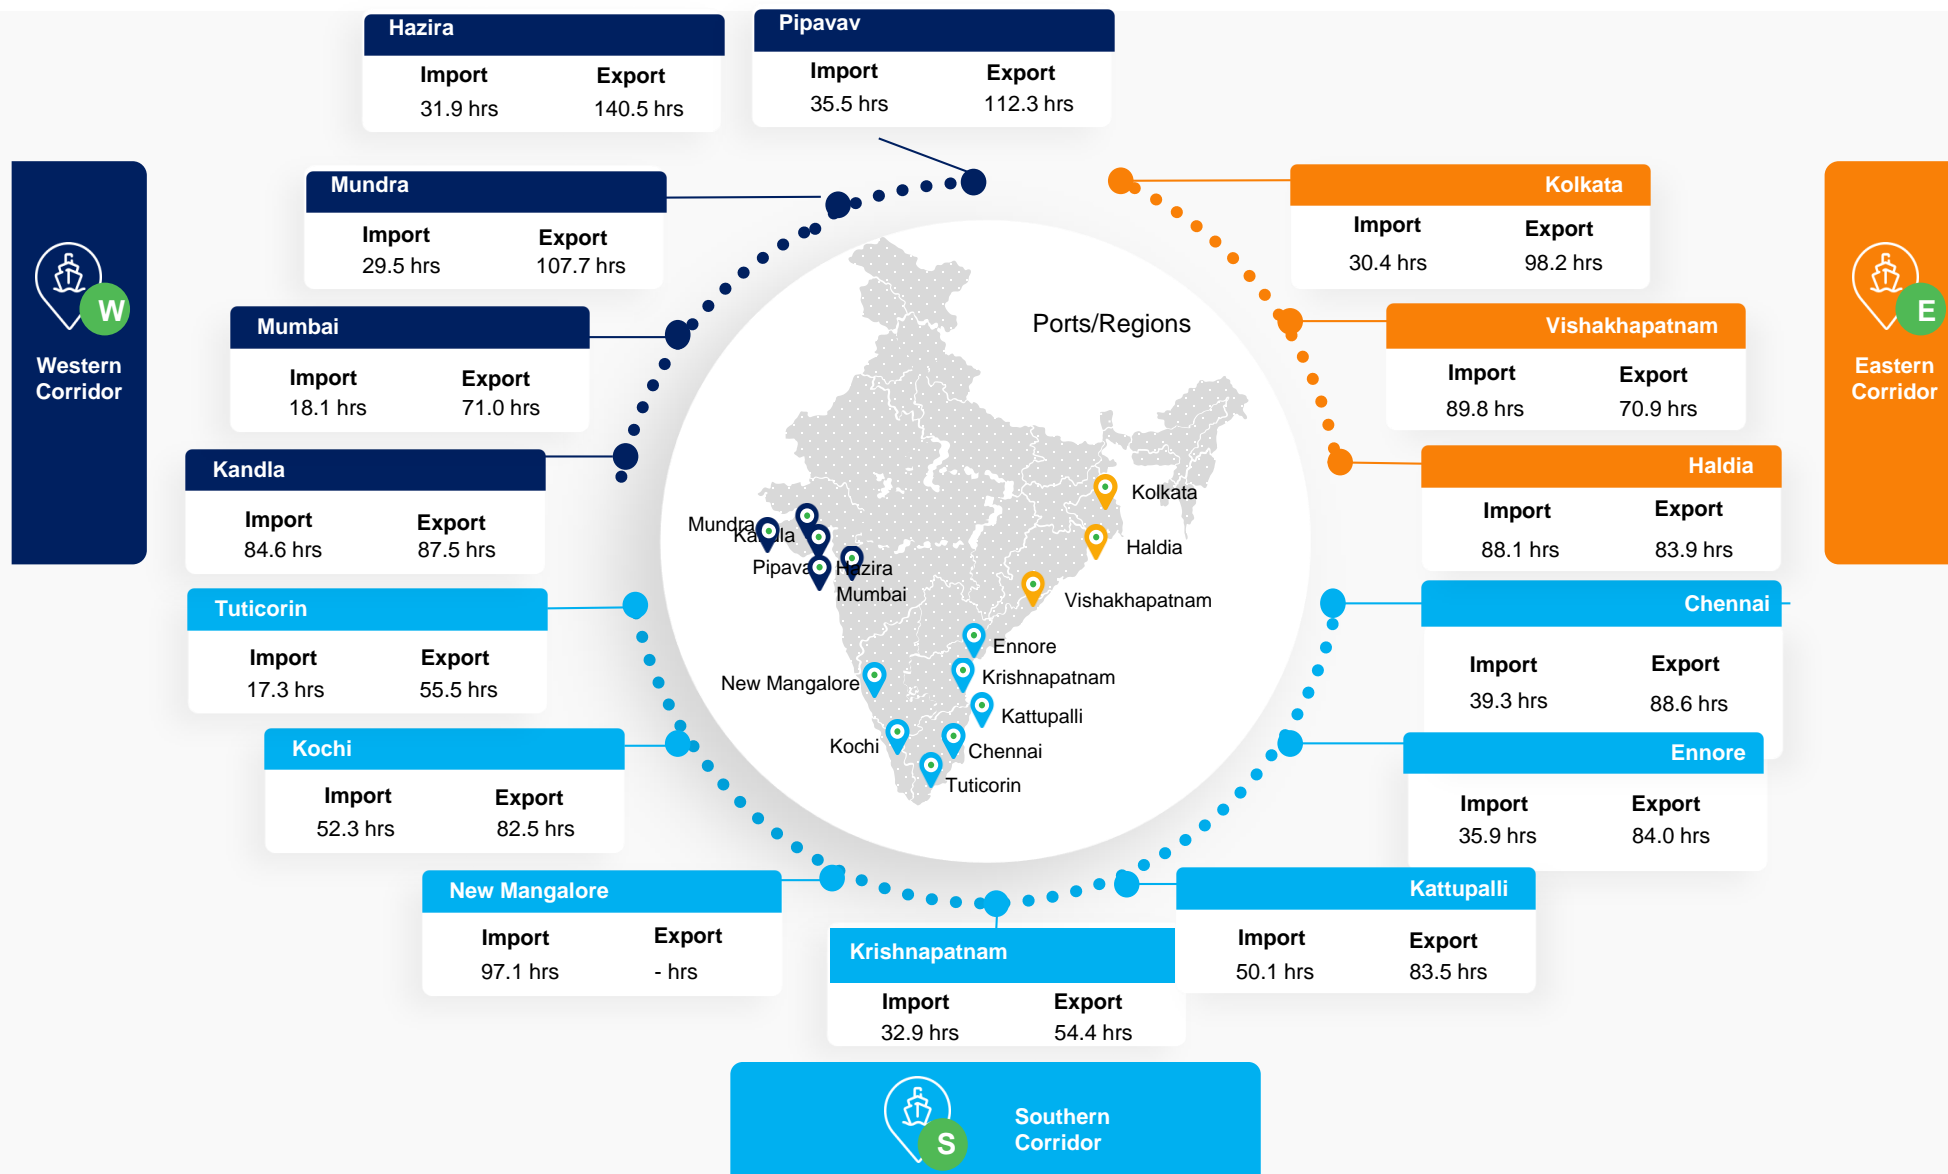 Hazira
Import Export
31.9 hrs 140.5 hrs
Pipavav
Import Export
35.5 hrs 112.3 hrs
Mundra
Import Export
29.5 hrs 107.7 hrs
Mumbai
Import Export
18.1 hrs 71.0 hrs
Kandla
Import Export
84.6 hrs 87.5 hrs
W
Western
Corridor
Kolkata
Import Export
30.4 hrs 98.2 hrs
Vishakhapatnam
Import Export
89.8 hrs 70.9 hrs
Haldia
Import Export
88.1 hrs 83.9 hrs
E
Eastern
Corridor
Ports/Regions
Kolkata
Mundra
Kandla
Haldia
Pipava
Hazira
Mumbai
Vishakhapatnam
Ennore
New Mangalore
Krishnapatnam
Kattupalli
Kochi
Chennai
Tuticorin
Tuticorin
Import Export
17.3 hrs 55.5 hrs
Kochi
Import Export
52.3 hrs 82.5 hrs
New Mangalore
Import Export
97.1 hrs - hrs
Krishnapatnam
Import Export
32.9 hrs 54.4 hrs
Kattupalli
Import Export
50.1 hrs 83.5 hrs
Ennore
Import Export
35.9 hrs 84.0 hrs
Chennai
Import Export
39.3 hrs 88.6 hrs
S
Southern
Corridor